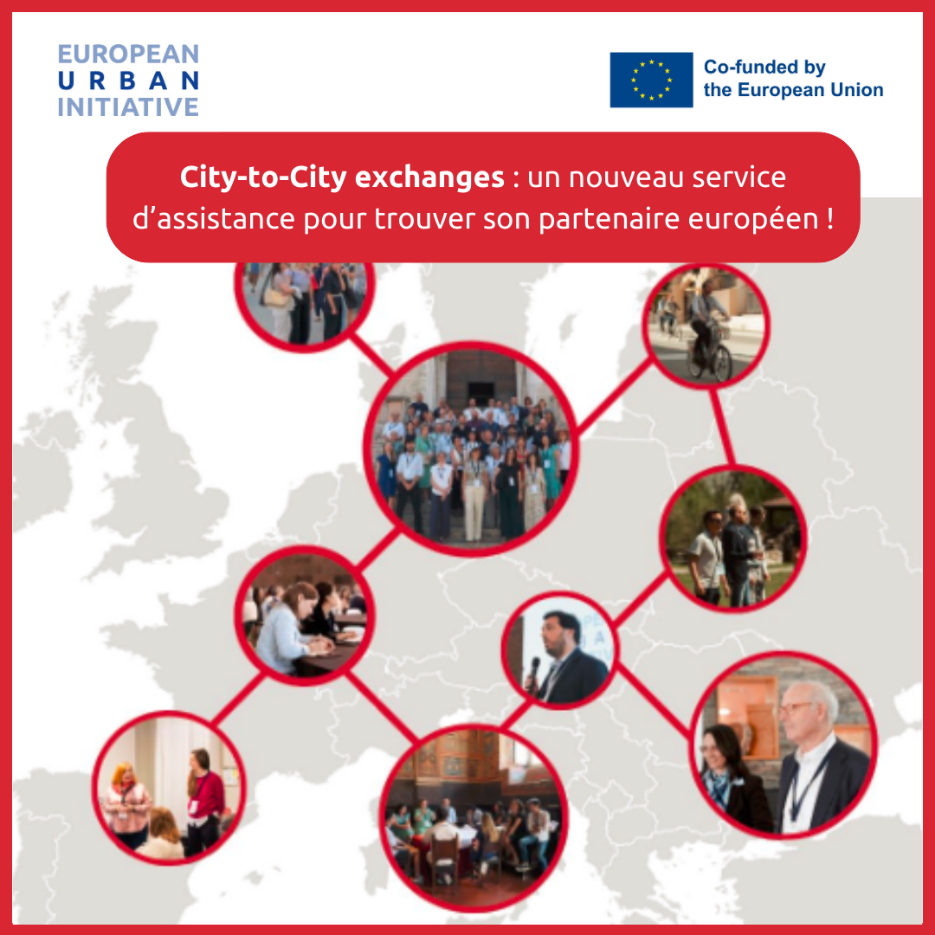 EUROPEAN
URBAN
INITIATIVE
Co-funded by
the European Union
City-to-City exchanges : un nouveau service
d’assistance pour trouver son partenaire européen !